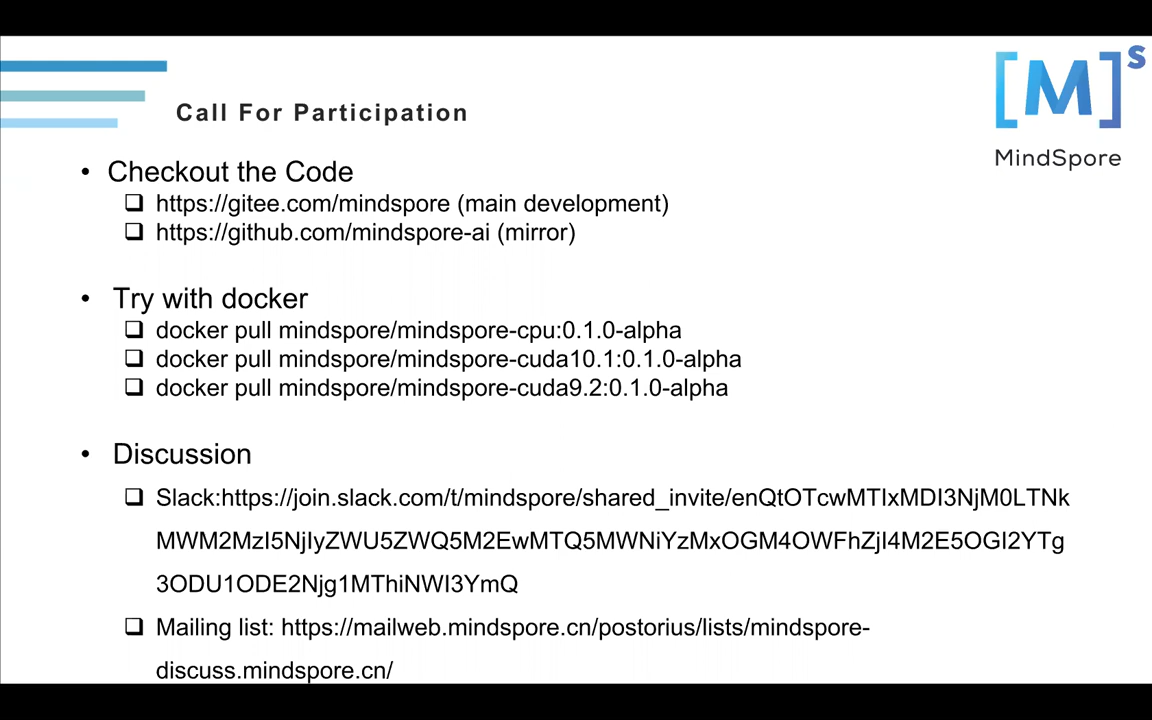 [M]S
MindSpore
Call For Participation
• Checkout the Code
❑ https://gitee.com/mindspore (main development)
❑ https://github.com/mindspore-ai (mirror)
• Try with docker
❑ docker pull mindspore/mindspore-cpu:0.1.0-alpha
❑ docker pull mindspore/mindspore-cuda10.1:0.1.0-alpha
❑ docker pull mindspore/mindspore-cuda9.2:0.1.0-alpha
• Discussion
❑ Slack:https://join.slack.com/t/mindspore/shared_invite/enQtOTcwMTIxMDI3NjM0LTNk
MWM2MzI5NjIyZWU5ZWQ5M2EwMTQ5MWNiYzMxOGM4OWFhZjI4M2E5OGI2YTg
3ODU1ODE2Njg1MThiNWI3YmQ
❑ Mailing list: https://mailweb.mindspore.cn/postorius/lists/mindspore-
discuss.mindspore.cn/